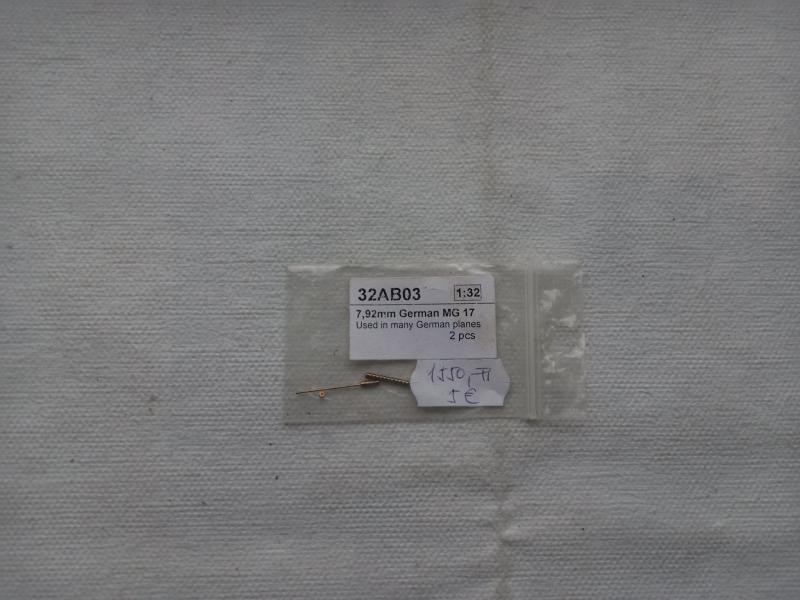 32AB03 1:32
7,92mm German MG 17
Used in many German planes
2 pcs
1550,-Ft
5€